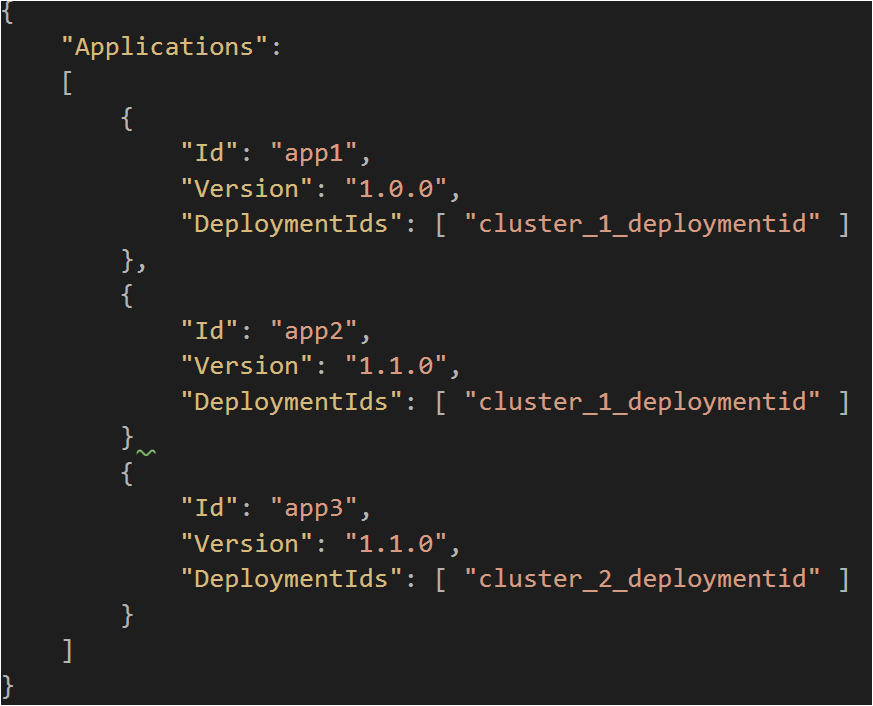 {
    "Applications":
    [
        {
            "Id": "app1",
            "Version": "1.0.0",
            "DeploymentIds": [ "cluster_1_deploymentid" ]
        },
        {
            "Id": "app2",
            "Version": "1.1.0",
            "DeploymentIds": [ "cluster_1_deploymentid" ]
        }
        {
            "Id": "app3",
            "Version": "1.1.0",
            "DeploymentIds": [ "cluster_2_deploymentid" ]
        }
    ]
}